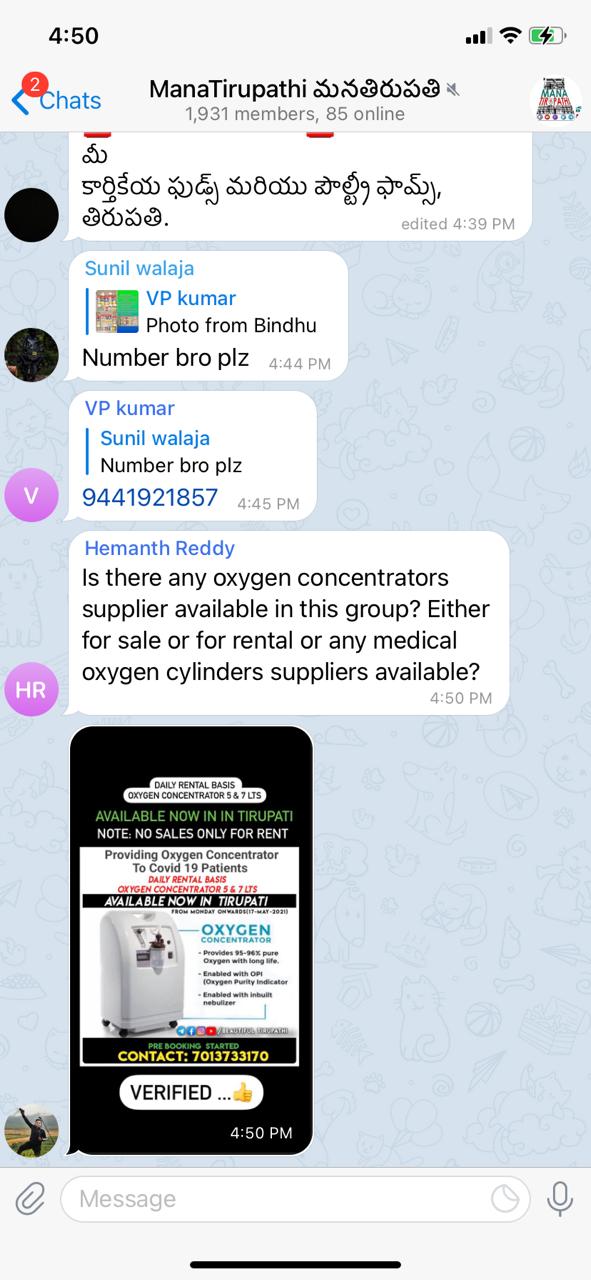 4:50
2
Chats
ManaTirupathi మనతిరుపతి
1,931 members, 85 online
MANA
మీ
కార్తికేయ ఫుడ్స్ మరియు పౌల్ట్రీ ఫామ్స్,
తిరుపతి.
edited 4:39 PM
Sunil walaja
VP kumar
Photo from Bindhu
Number bro plz 4:44 PM
VP kumar
Sunil walaja
Number bro plz
V
9441921857 4:45 PM
Hemanth Reddy
Is there any oxygen concentrators
supplier available in this group? Either
for sale or for rental or any medical
oxygen cylinders suppliers available?
HR
4:50 PM
DAILY RENTAL BASIS
OXYGEN CONCENTRATOR 5 & 7 LTS
AVAILABLE NOW IN IN TIRUPATI
NOTE: NO SALES ONLY FOR RENT
Providing Oxygen Concentrator
To Covid 19 Patients
DAILY RENTAL BASIS
OXYGEN CONCENTRATOR 5 & 7 LTS
AVAILABLE NOW IN TIRUPATI
FROM MONDAY ONWARDS(17-MAY-2021)
OXYGEN
CONCENTRATOR
- Provides 95-96% pure
Oxygen with long life.
- Enabled with OPI
(Oxygen Purity Indicator
- Enabled with inbuilt
nebulizer
/BEAUTIFUL TIRUPATHI
PRE BOOKING STARTED
CONTACT: 7013733170
VERIFIED ...👍
4:50 PM
Message